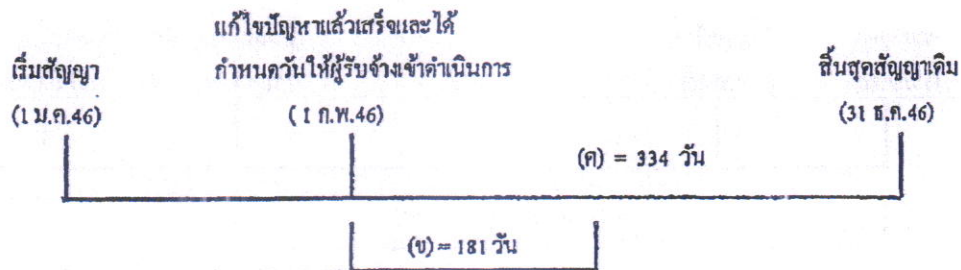 แก้ไขปัญหาแล้วเสร็จและได้
เริ่มสัญญา กำหนดวันให้ผู้รับจ้างเข้าดำเนินการ สิ้นสุดสัญญาเดิม
(1 ม.ค.46) ( 1 ก.พ.46) (31 ธ.ค.46)
(ค) = 334 วัน
(ข) = 181 วัน